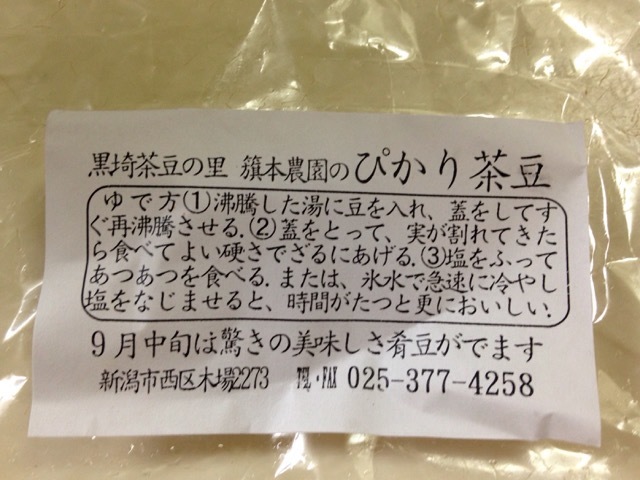 黒埼茶豆の里 籏本農園のぴかり茶豆
ゆで方(1)沸騰した湯に豆を入れ、蓋をしてす
ぐ再沸騰させる.(2)蓋をとって、実が割れてきた
ら食べてよい硬さでざるにあげる.(3)塩をふって
あつあつを食べる. または、氷水で急速に冷やし
塩をなじませると、時間がたつと更においしい.
9月中旬は驚きの美味しさ肴豆がでます
新潟市西区木場2273 TEL・FAX 025-377-4258